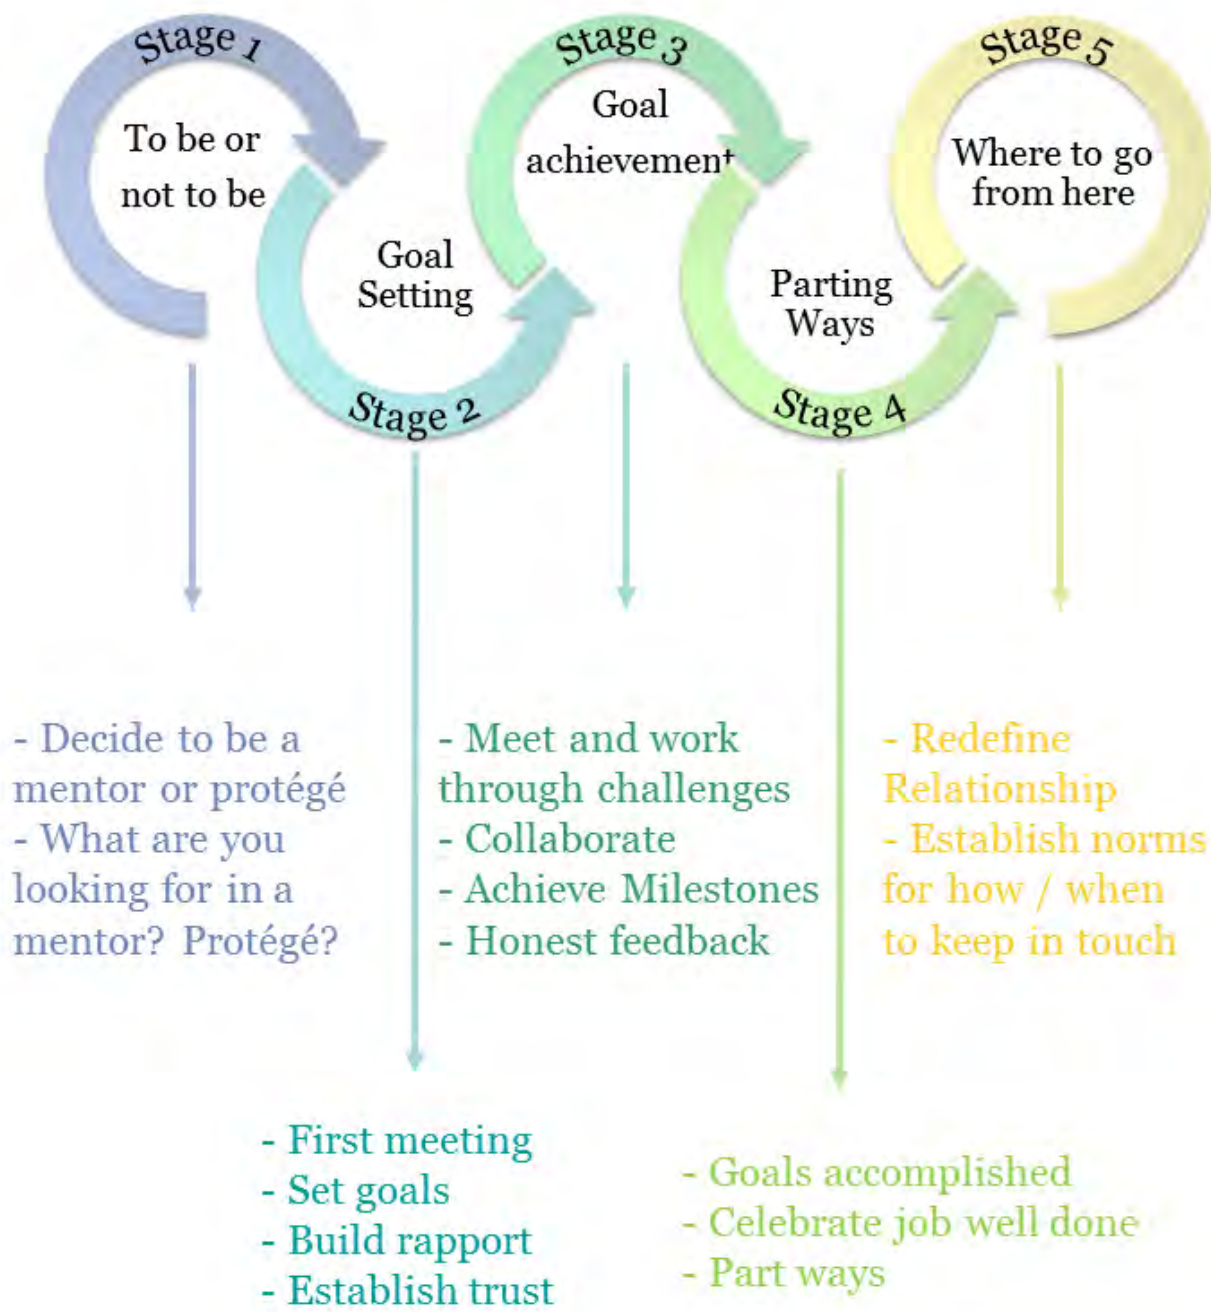 Stage 1
To be or
not to be
Stage 2
Goal
Setting
Stage 3
Goal
achievement
Stage 4
Parting
Ways
Stage 5
Where to go
from here
- Decide to be a
mentor or protégé
- What are you
looking for in a
mentor? Protégé?
- First meeting
- Set goals
- Build rapport
- Establish trust
- Meet and work
through challenges
- Collaborate
- Achieve Milestones
- Honest feedback
- Goals accomplished
- Celebrate job well done
- Part ways
- Redefine
Relationship
- Establish norms
for how / when
to keep in touch